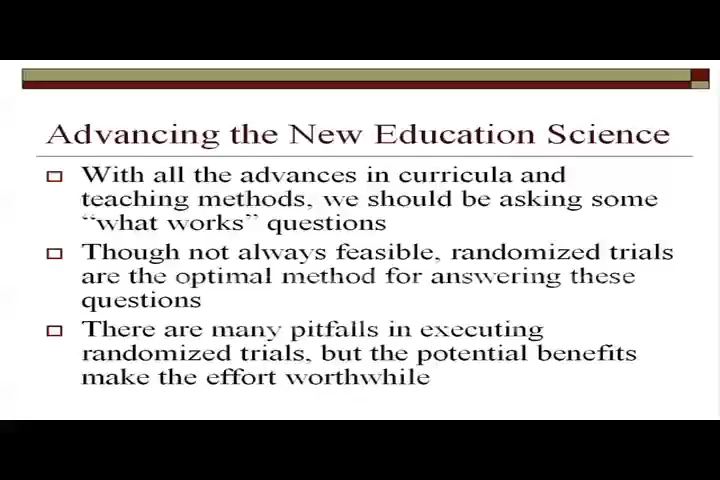 Advancing the New Education Science
With all the advances in curricula and
teaching methods, we should be asking some
“what works” questions
Though not always feasible, randomized trials
are the optimal method for answering these
questions
There are many pitfalls in executing
randomized trials, but the potential benefits
make the effort worthwhile